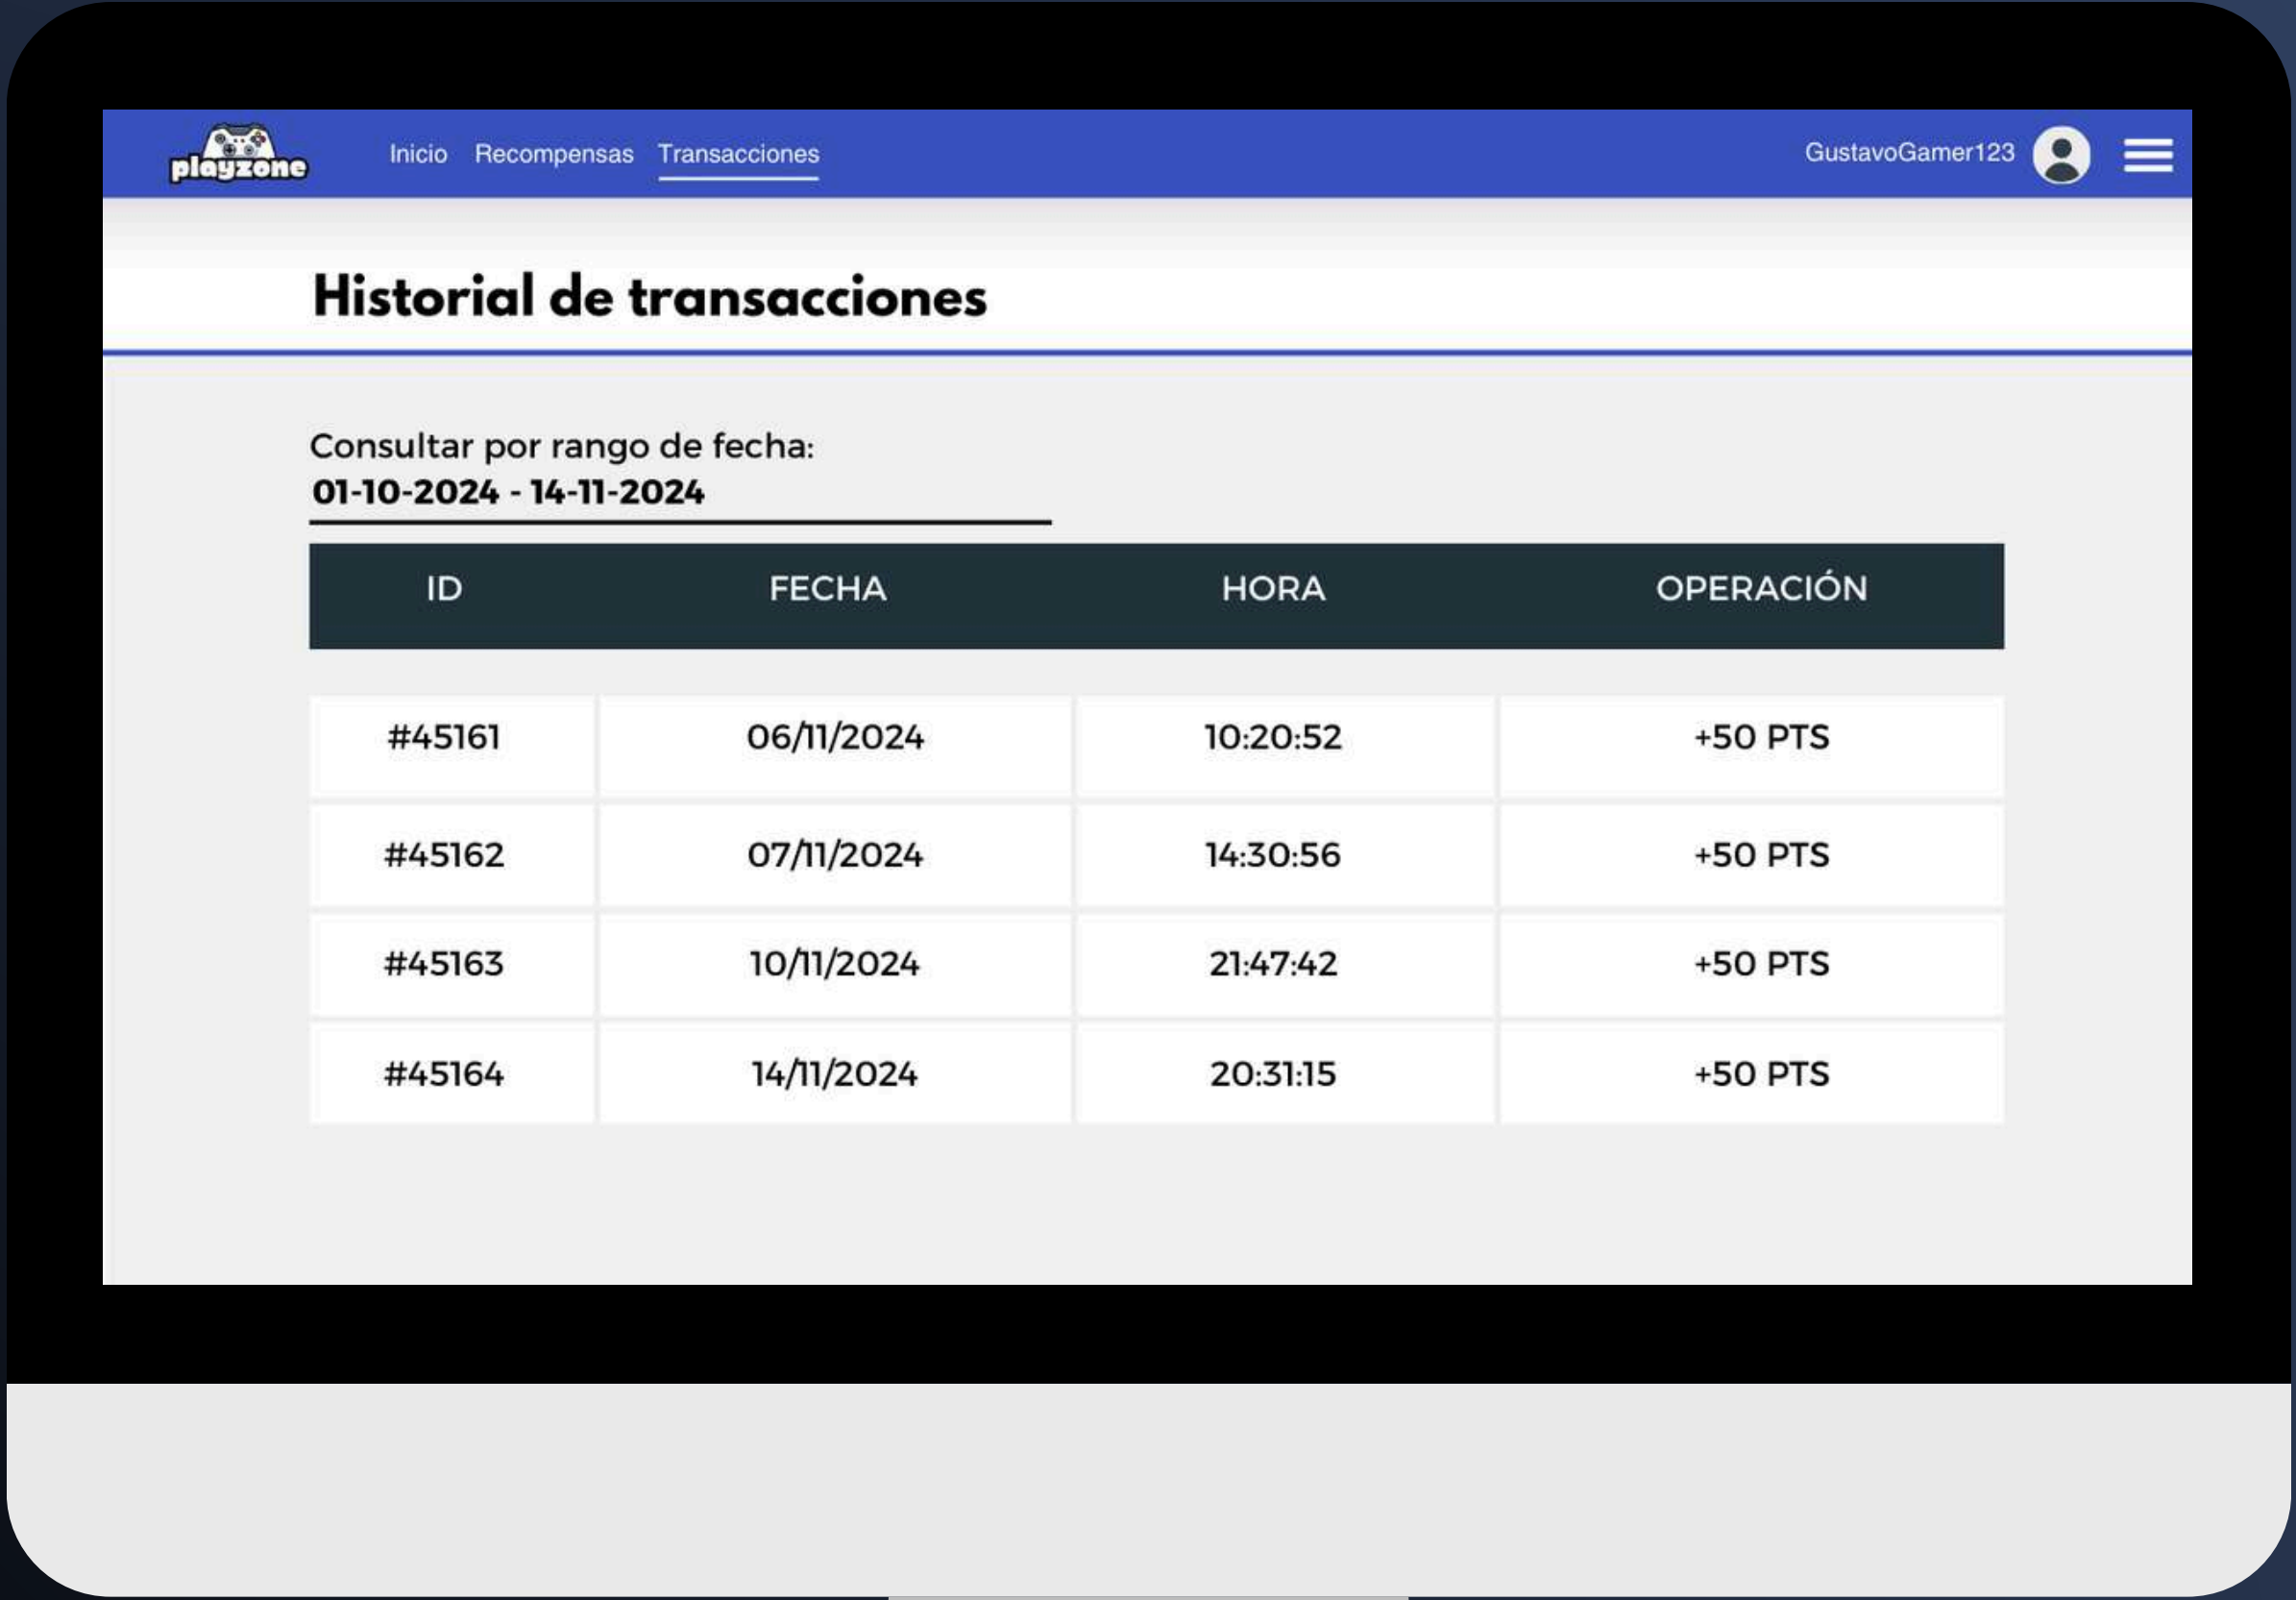 playzone
Inicio Recompensas Transacciones GustavoGamer123
Historial de transacciones
Consultar por rango de fecha:
01-10-2024 - 14-11-2024
ID FECHA HORA OPERACIÓN
#45161 06/11/2024 10:20:52 +50 PTS
#45162 07/11/2024 14:30:56 +50 PTS
#45163 10/11/2024 21:47:42 +50 PTS
#45164 14/11/2024 20:31:15 +50 PTS